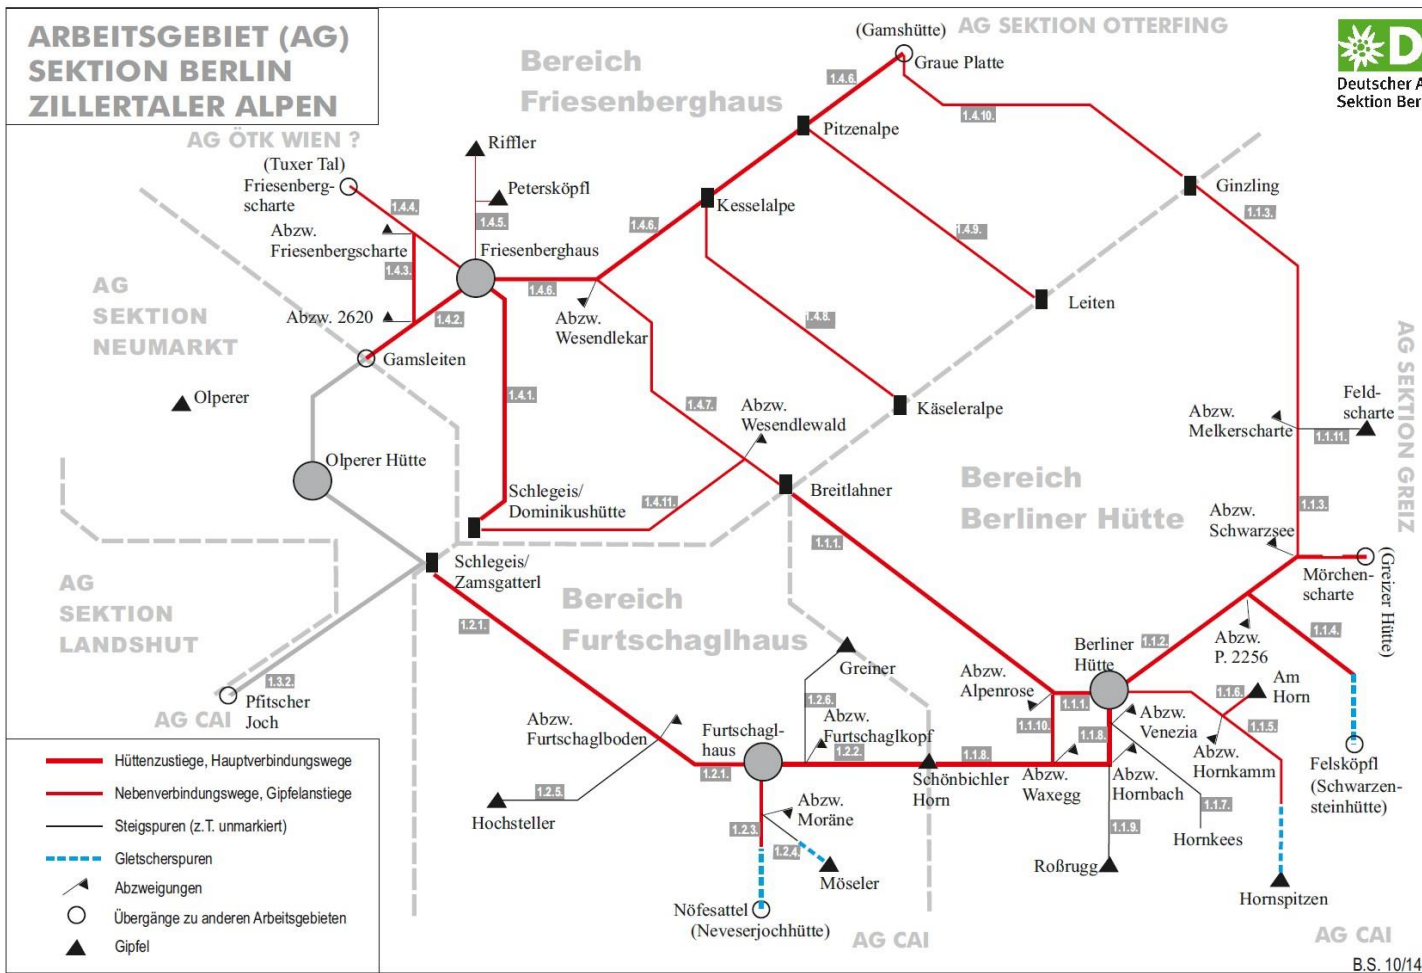 ARBEITSGEBIET (AG)
SEKTION BERLIN
ZILLERTALER ALPEN
AG ÖTK WIEN ?
Bereich
Friesenberghaus
AG SEKTION OTTERFING
(Gamshütte)
Graue Platte
Deutscher A
Sektion Ber
1.4.6.
1.4.10.
Pitzenalpe
Riffler
(Tuxer Tal)
Friesenberg-
scharte
Petersköpfl
1.4.4.
1.4.5.
Kesselalpe
Ginzling
1.1.3.
Abzw.
Friesenbergscharte
1.4.6.
1.4.9.
Friesenberghaus
1.4.3.
1.4.6.
AG
SEKTION
NEUMARKT
Abzw. 2620
1.4.2.
Abzw.
Wesendlekar
1.4.8.
Leiten
Gamsleiten
AG SEKTION GREIZ
Olperer
1.4.1.
1.4.7.
Abzw.
Wesendlewald
Käseleralpe
Abzw.
Melkerscharte
Feld-
scharte
1.1.11.
Olperer Hütte
Schlegeis/
Dominikushütte
1.4.11.
Breitlahner
Bereich
Berliner Hütte
1.1.3.
1.1.1.
Abzw.
Schwarzsee
Schlegeis/
Zamsgatterl
AG
SEKTION
LANDSHUT
Bereich
Furtschaglhaus
Mörchen-
scharte
(Greizer Hütte)
1.2.1.
1.1.2.
1.1.4.
Abzw.
P. 2256
Berliner
Hütte
1.3.2.
Pfitscher
Joch
AG CAI
Greiner
1.2.6.
Abzw.
Alpenrose
1.1.1.
1.1.10.
1.1.8.
Abzw.
Venezia
1.1.6.
Am
Horn
1.1.5.
Abzw.
Furtschaglboden
Furtschagl-
haus
Abzw.
Furtschaglkopf
1.2.1.
1.2.2.
1.1.8.
Schönbichler
Horn
Abzw.
Waxegg
Abzw.
Hornbach
Abzw.
Hornkamm
Felsköpfl
(Schwarzen-
steinhütte)
1.2.5.
Hochsteller
Abzw.
Moräne
1.2.3.
1.2.4.
Möseler
1.1.7.
Hornkees
1.1.9.
Roßrugg
Hornspitzen
Nöfesattel
(Neveserjochhütte)
AG CAI
AG CAI
Hüttenzustiege, Hauptverbindungswege
Nebenverbindungswege, Gipfelanstiege
Steigspuren (z.T. unmarkiert)
Gletscherspuren
Abzweigungen
Übergänge zu anderen Arbeitsgebieten
Gipfel
B.S. 10/14